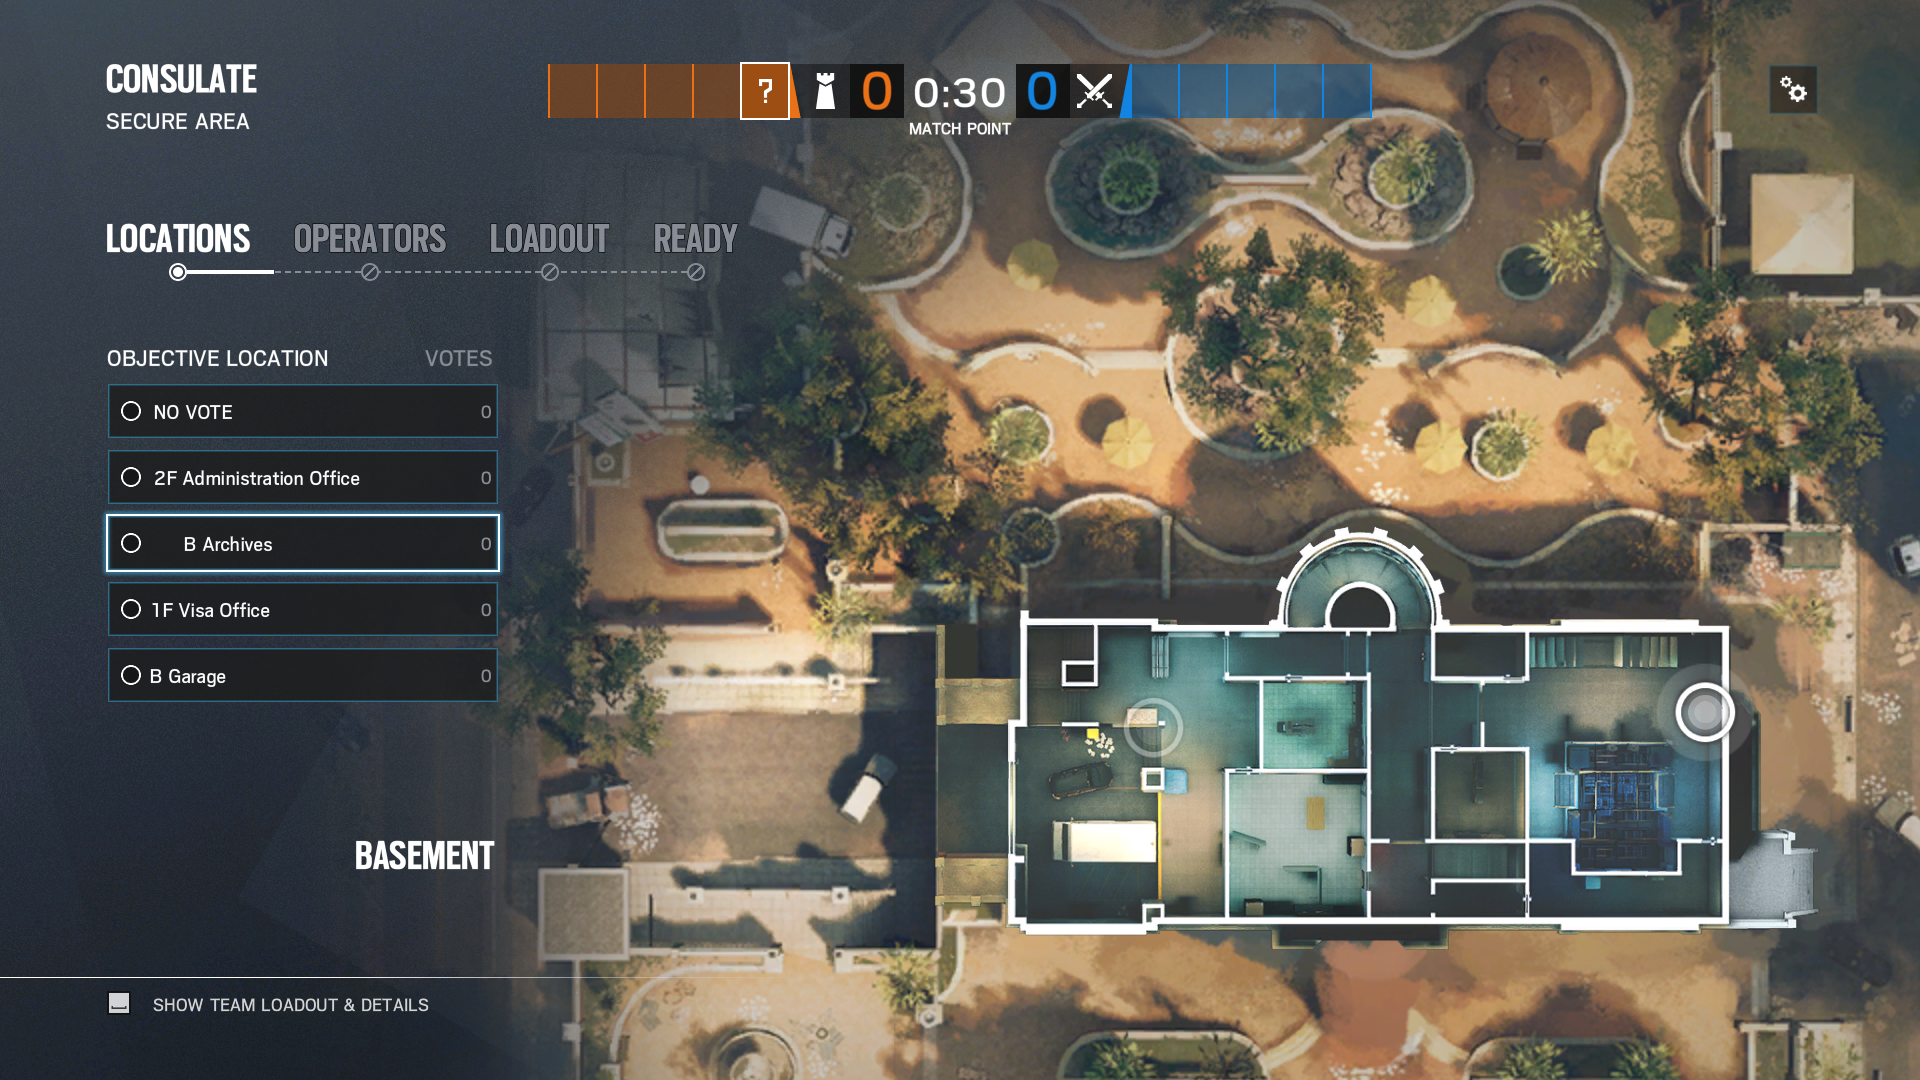 CONSULATE
SECURE AREA
?
0
0:30
0
MATCH POINT
LOCATIONS
OPERATORS
LOADOUT
READY
OBJECTIVE LOCATION
VOTES
NO VOTE
0
2F Administration Office
0
B Archives
0
1F Visa Office
0
B Garage
0
BASEMENT
SHOW TEAM LOADOUT & DETAILS